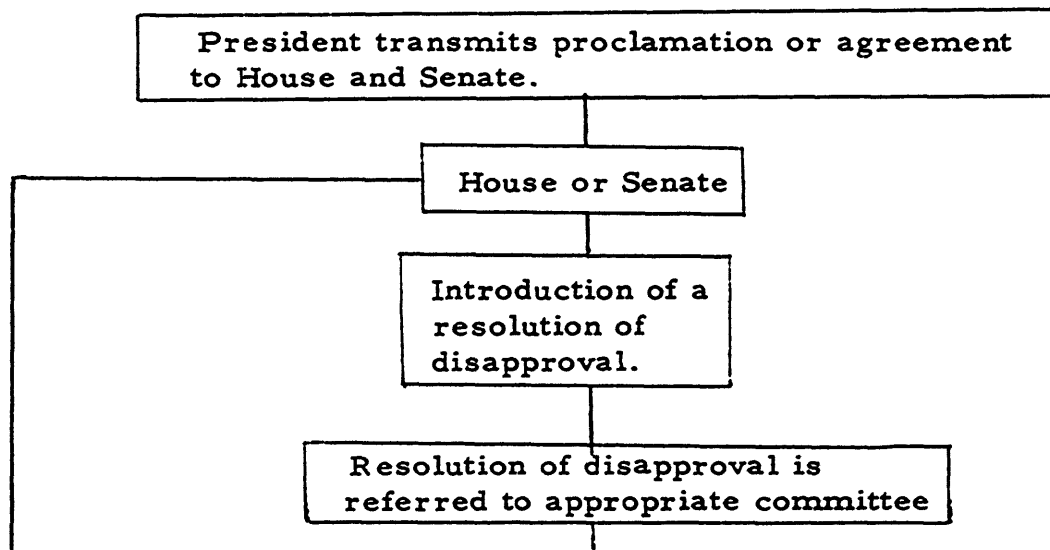 President transmits proclamation or agreement
to House and Senate.
House or Senate
Introduction of a
resolution of
disapproval.
Resolution of disapproval is
referred to appropriate committee